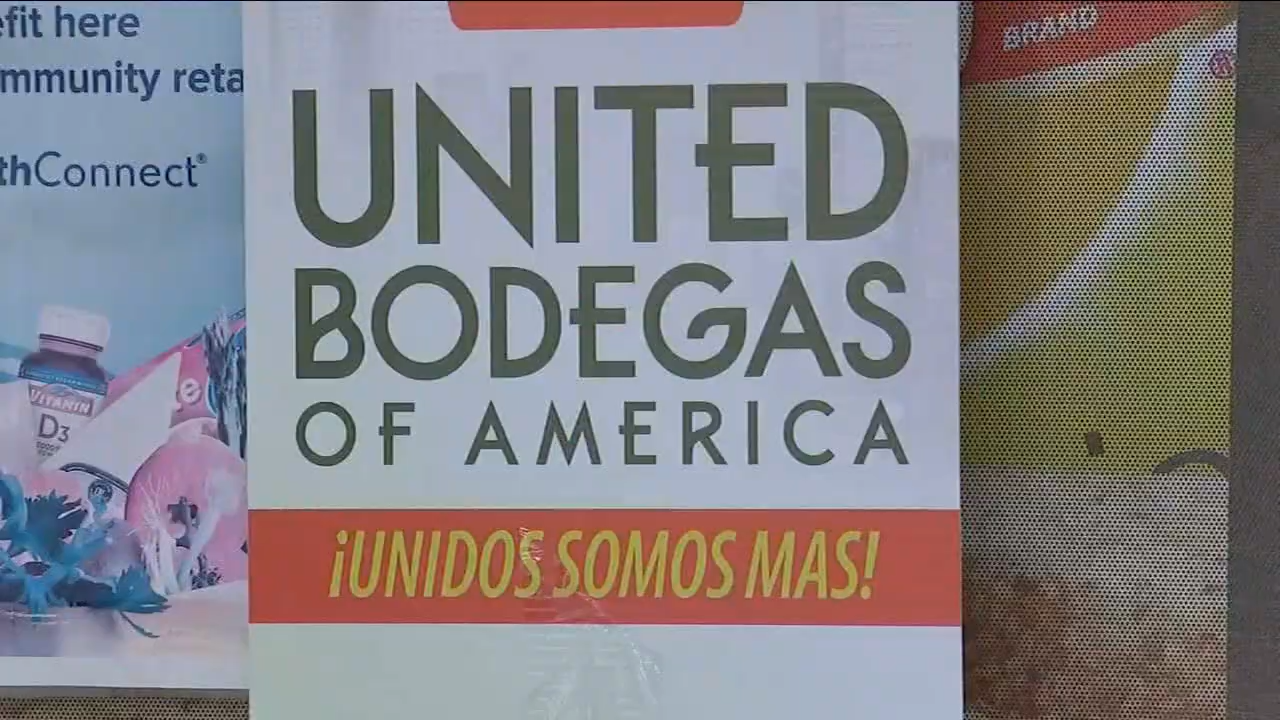 efit here
mmunity reta
thConnect®
VITAMIN
D3
UNITED
BODEGAS
OF AMERICA
¡UNIDOS SOMOS MAS!
BRAND
®